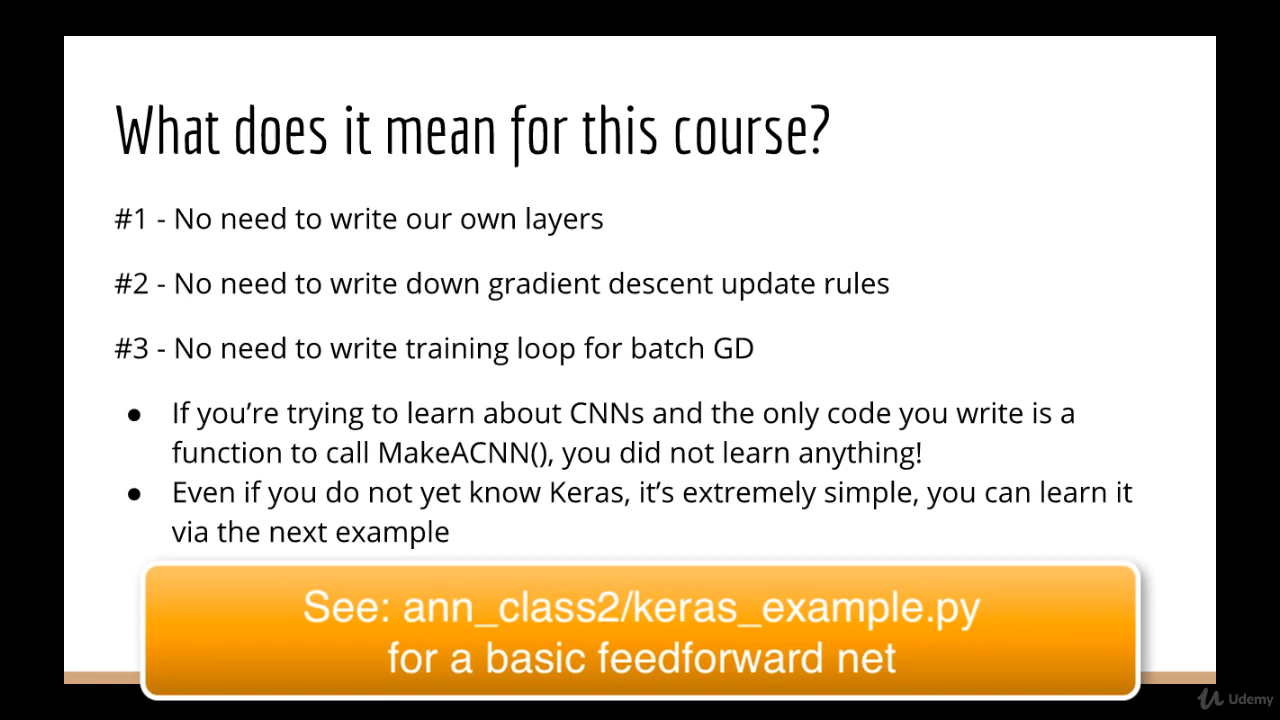 What does it mean for this course?
#1 - No need to write our own layers
#2 - No need to write down gradient descent update rules
#3 - No need to write training loop for batch GD
● If you’re trying to learn about CNNs and the only code you write is a
function to call MakeACNN(), you did not learn anything!
● Even if you do not yet know Keras, it’s extremely simple, you can learn it
via the next example
See: ann_class2/keras_example.py
for a basic feedforward net
Udemy